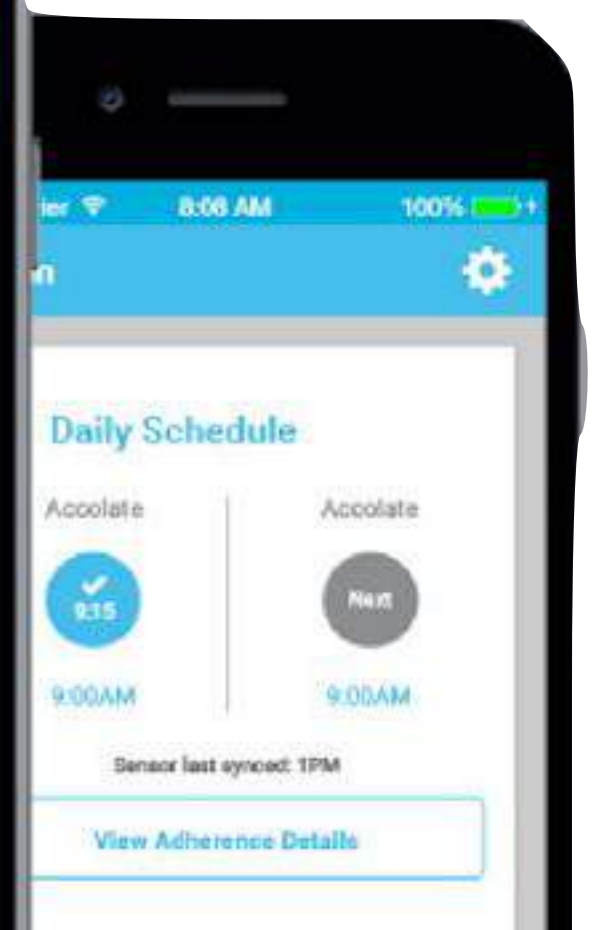 ier 8:08 AM 100%
n
Daily Schedule
Accolate Accolate
9:15 Next
9:00AM 9:00AM
Sensor last synced: 1PM
View Adherence Details